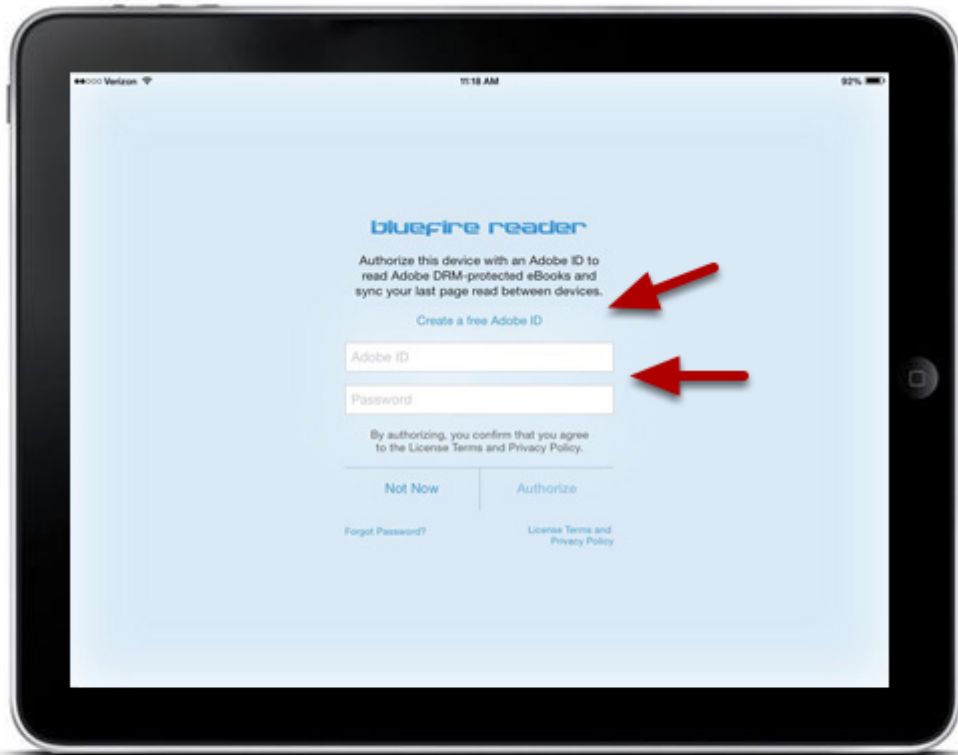 Verizon 11:18 AM 92%
bluefire reader
Authorize this device with an Adobe ID to
read Adobe DRM-protected eBooks and
sync your last page read between devices.
Create a free Adobe ID
Adobe ID
Password
By authorizing, you confirm that you agree
to the License Terms and Privacy Policy.
Not Now Authorize
Forgot Password? License Terms and
Privacy Policy